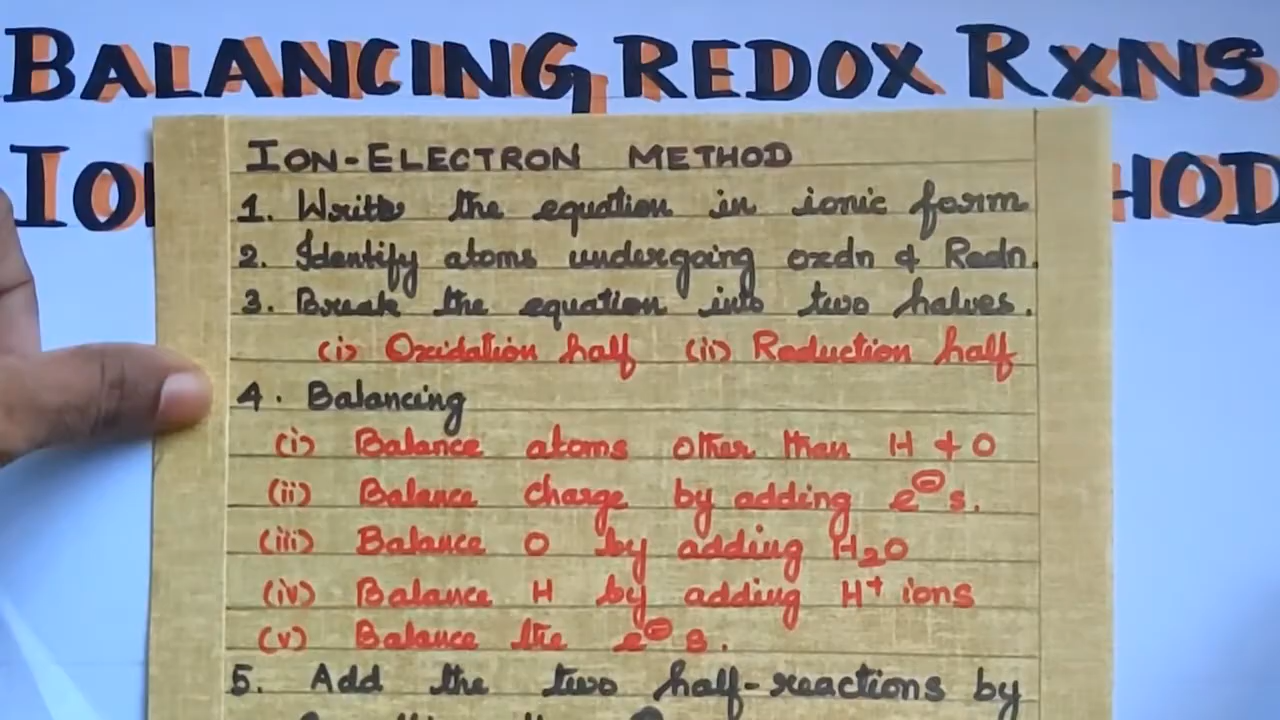 BALANCING REDOX RXNS
ION
HOD
ION-ELECTRON METHOD
1. Write the equation in ionic form
2. Identify atoms undergoing oxdn & Redn.
3. Break the equation into two halves.
(i) Oxidation half (ii) Reduction half
4. Balancing
(i) Balance atoms other than H & O
(ii) Balance charge by adding e⊖s.
(iii) Balance O by adding H₂O
(iv) Balance H by adding H⁺ ions
(v) Balance the e⊖s.
5. Add the two half-reactions by